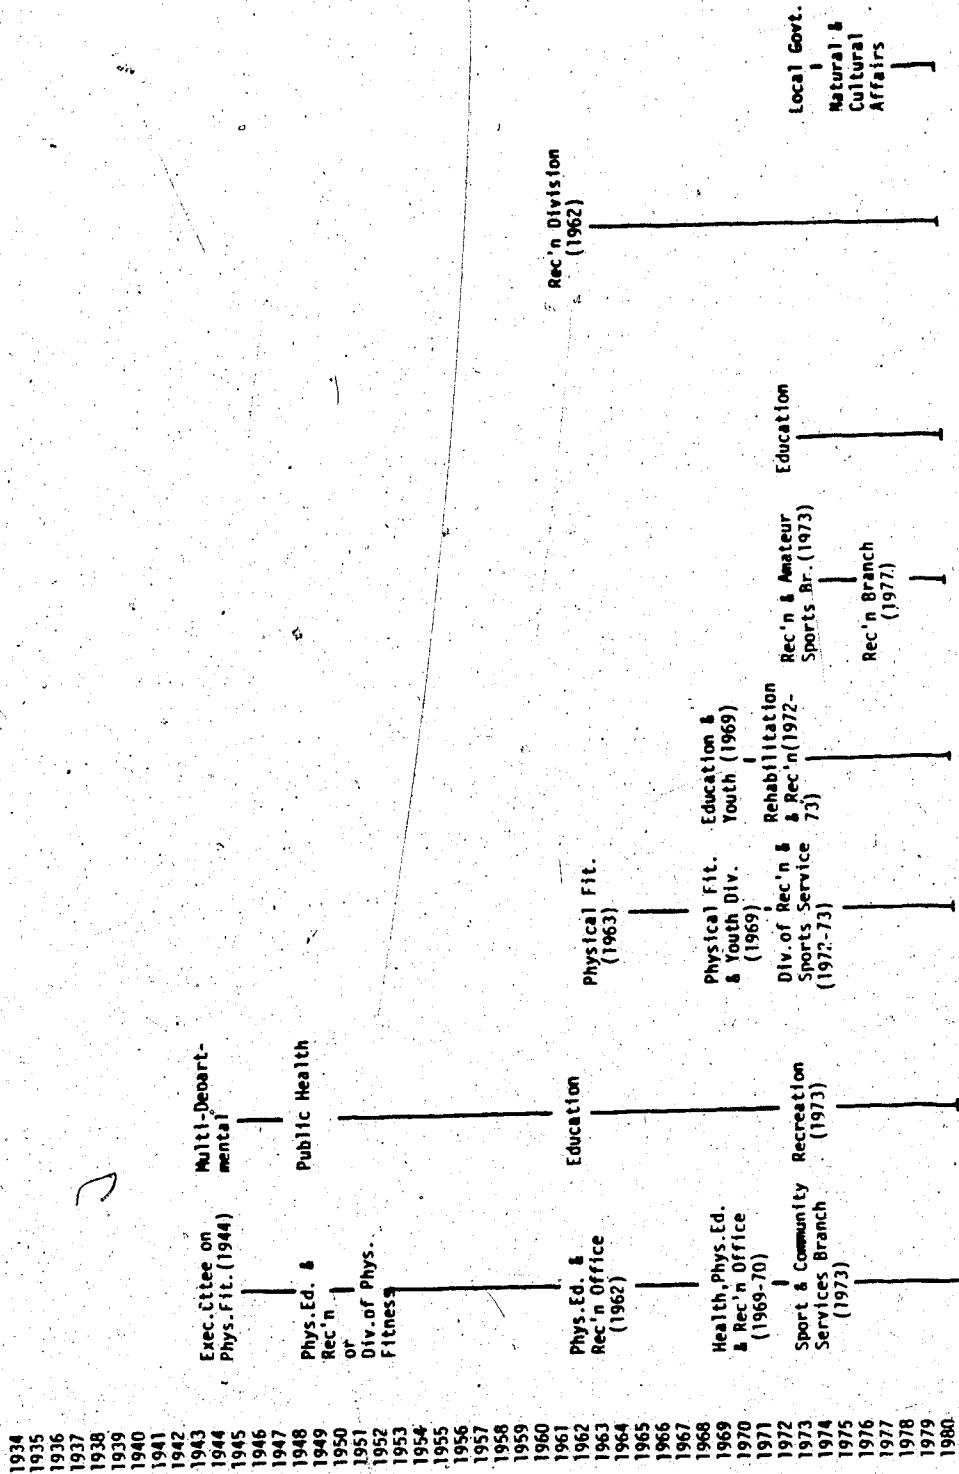 1934
1935
1936
1937
1938
1939
1940
1941
1942
1943
1944
1945
1946
1947
1948
1949
1950
1951
1952
1953
1954
1955
1956
1957
1958
1959
1960
1961
1962
1963
1964
1965
1966
1967
1968
1969
1970
1971
1972
1973
1974
1975
1976
1977
1978
1979
1980
Exec.Cttee on
Phys.Fit.(1944)
Phys.Ed. &
Rec'n
or
Div.of Phys.
Fitness
Phys.Ed. &
Rec'n Office
(1962)
Health,Phys.Ed.
& Rec'n Office
(1969-70)
Sport & Community
Services Branch
(1973)
Multi-Depart-
mental
Public Health
Education
Recreation
(1973)
Physical Fit.
(1963)
Physical Fit.
& Youth Div.
(1969)
Div.of Rec'n &
Sports Service
(1972-73)
Education &
Youth (1969)
Rehabilitation
& Rec'n(1972-
73)
Rec'n & Amateur
Sports Br.(1973)
Rec'n Branch
(1977)
Education
Rec'n Division
(1962)
Local Govt.
Natural &
Cultural
Affairs